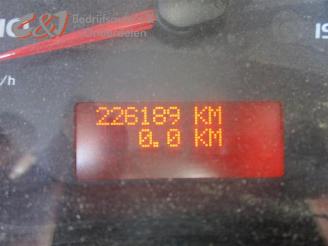 G&J Bedrijfsauto
Onderdelen
/h
226189 KM
0.0 KM